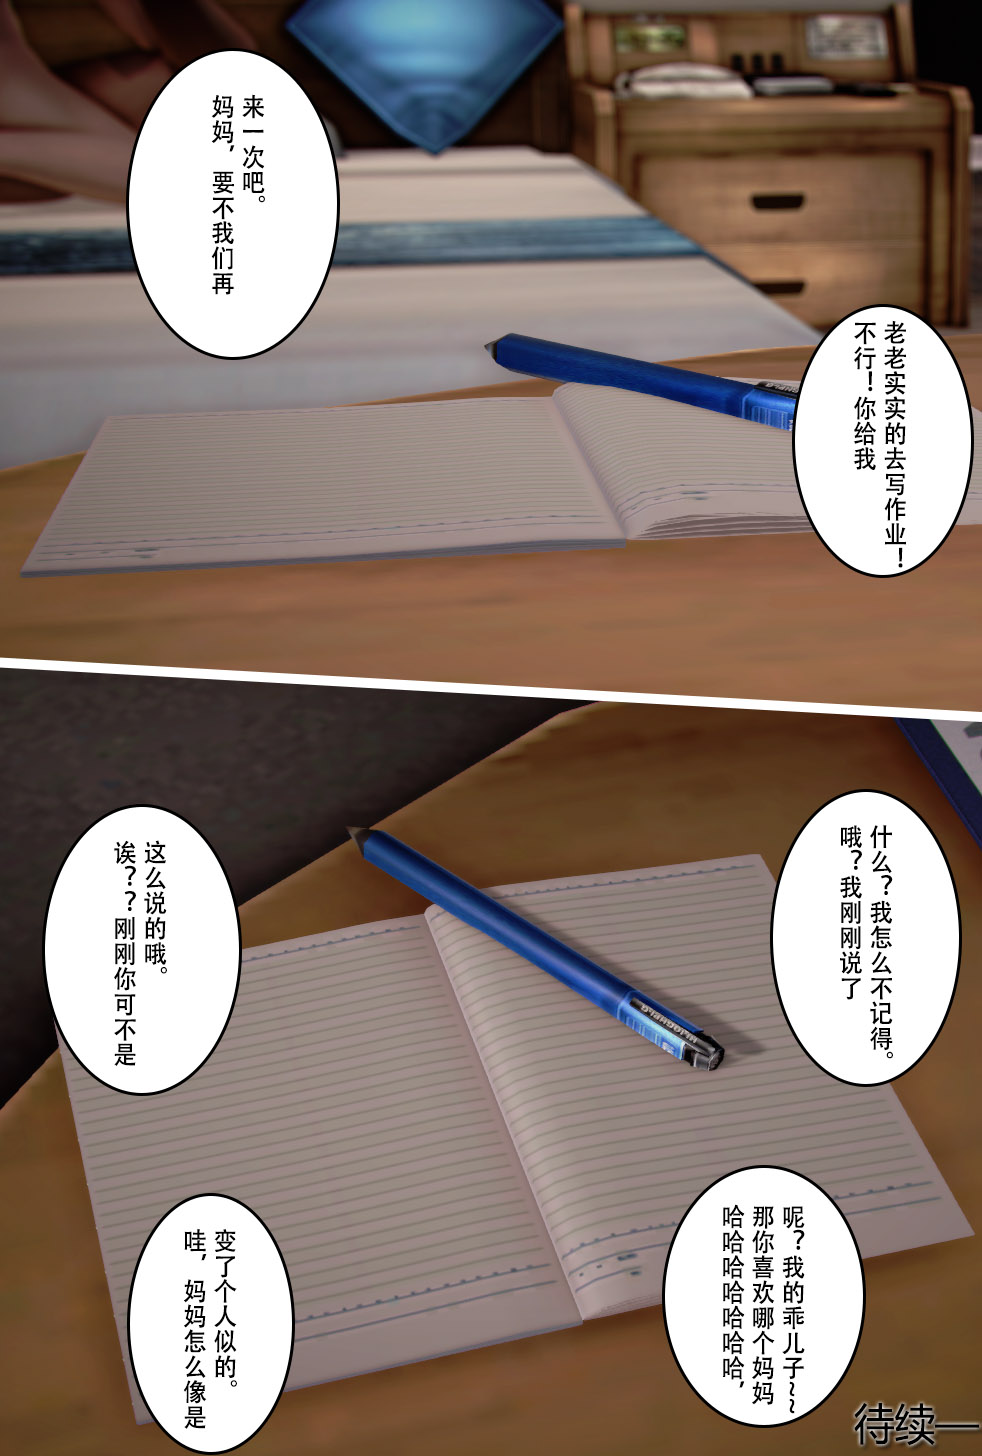 妈妈，要不我们再
来一次吧。
不行！你给我
老老实实的去写作业！
诶？？刚刚你可不是
这么说的哦。
哦？我刚刚说了
什么？我怎么不记得。
哇，妈妈怎么像是
变了个人似的。
哈哈哈哈哈哈哈，
那你喜欢哪个妈妈
呢？我的乖儿子~~
待续—